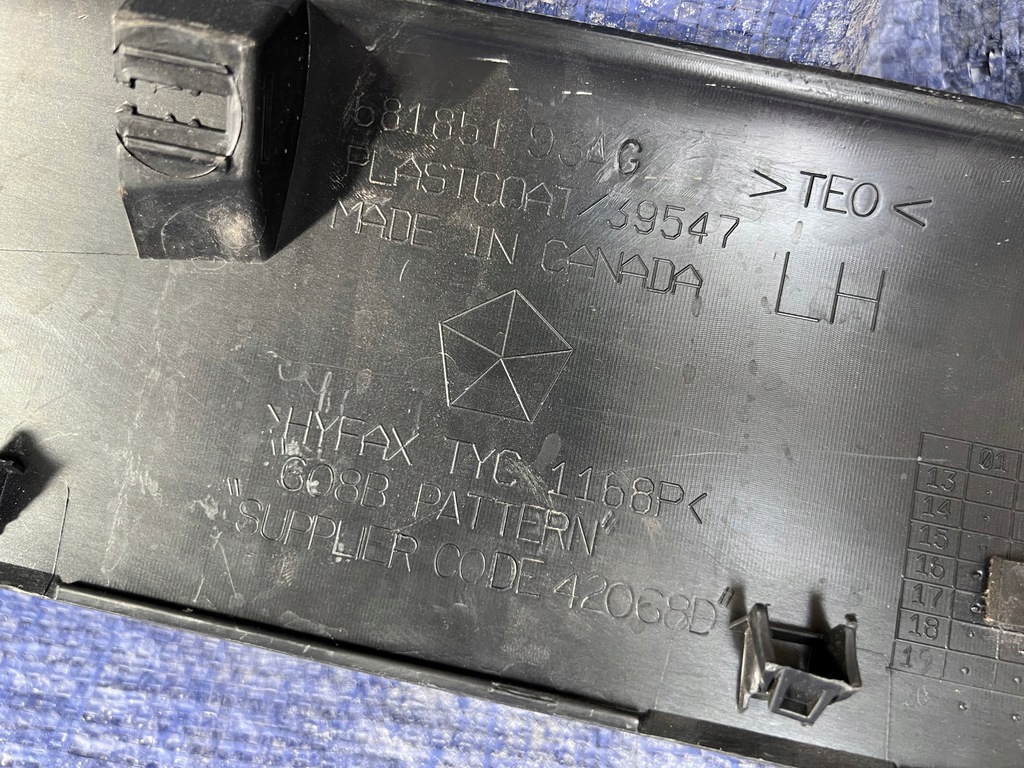 68185193AG
PLASTCOAT/39547
MADE IN CANADA
>TEO<
LH
>HYFAX TYC 1168P<
"G08B PATTERN"
"SUPPLIER CODE 42068D"
01
13
14
15
16
17
18
19